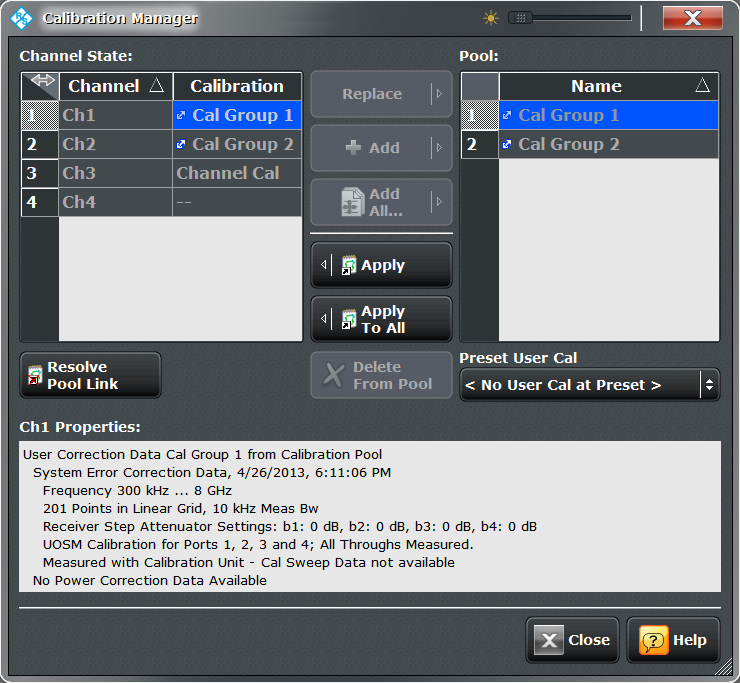 Calibration Manager
Channel State:
Channel Calibration
1 Ch1 Cal Group 1
2 Ch2 Cal Group 2
3 Ch3 Channel Cal
4 Ch4 --
Replace
Add
Add All...
Apply
Apply To All
Delete From Pool
Pool:
Name
1 Cal Group 1
2 Cal Group 2
Resolve Pool Link
Preset User Cal
< No User Cal at Preset >
Ch1 Properties:
User Correction Data Cal Group 1 from Calibration Pool
System Error Correction Data, 4/26/2013, 6:11:06 PM
Frequency 300 kHz ... 8 GHz
201 Points in Linear Grid, 10 kHz Meas Bw
Receiver Step Attenuator Settings: b1: 0 dB, b2: 0 dB, b3: 0 dB, b4: 0 dB
UOSM Calibration for Ports 1, 2, 3 and 4; All Throughs Measured.
Measured with Calibration Unit - Cal Sweep Data not available
No Power Correction Data Available
Close
Help